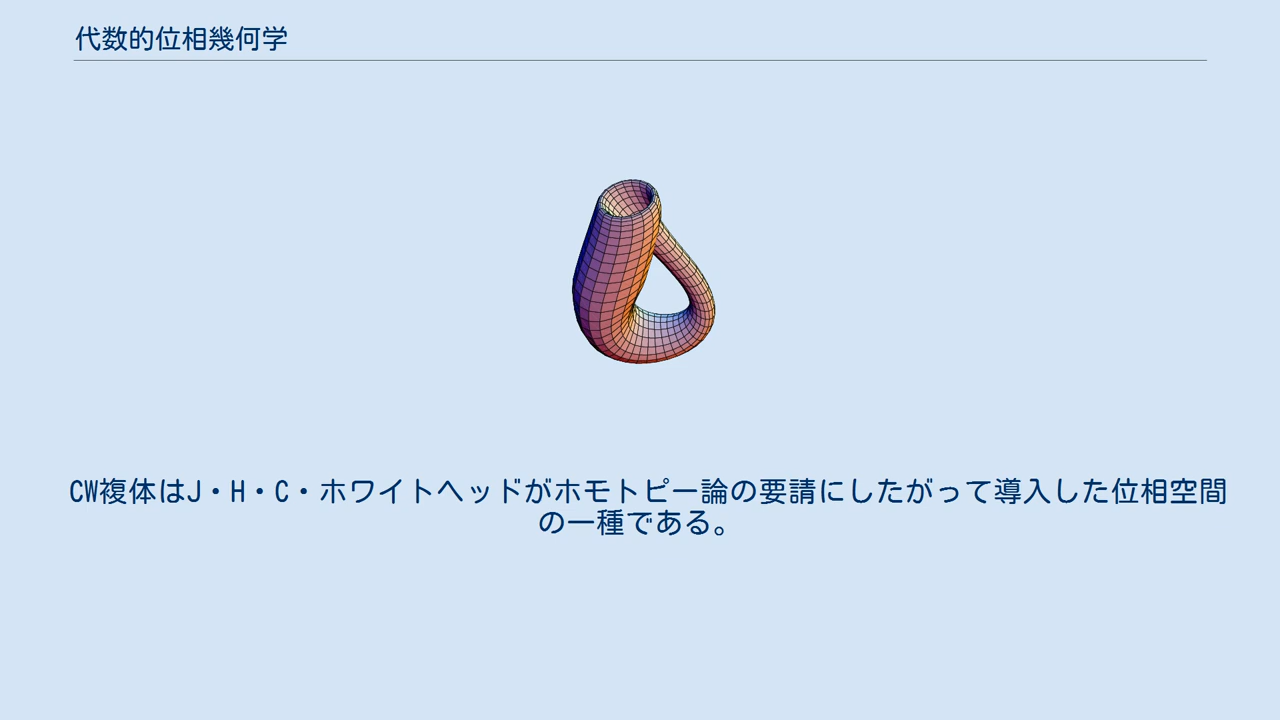 代数的位相幾何学
CW複体はJ・H・C・ホワイトヘッドがホモトピー論の要請にしたがって導入した位相空間
の一種である。